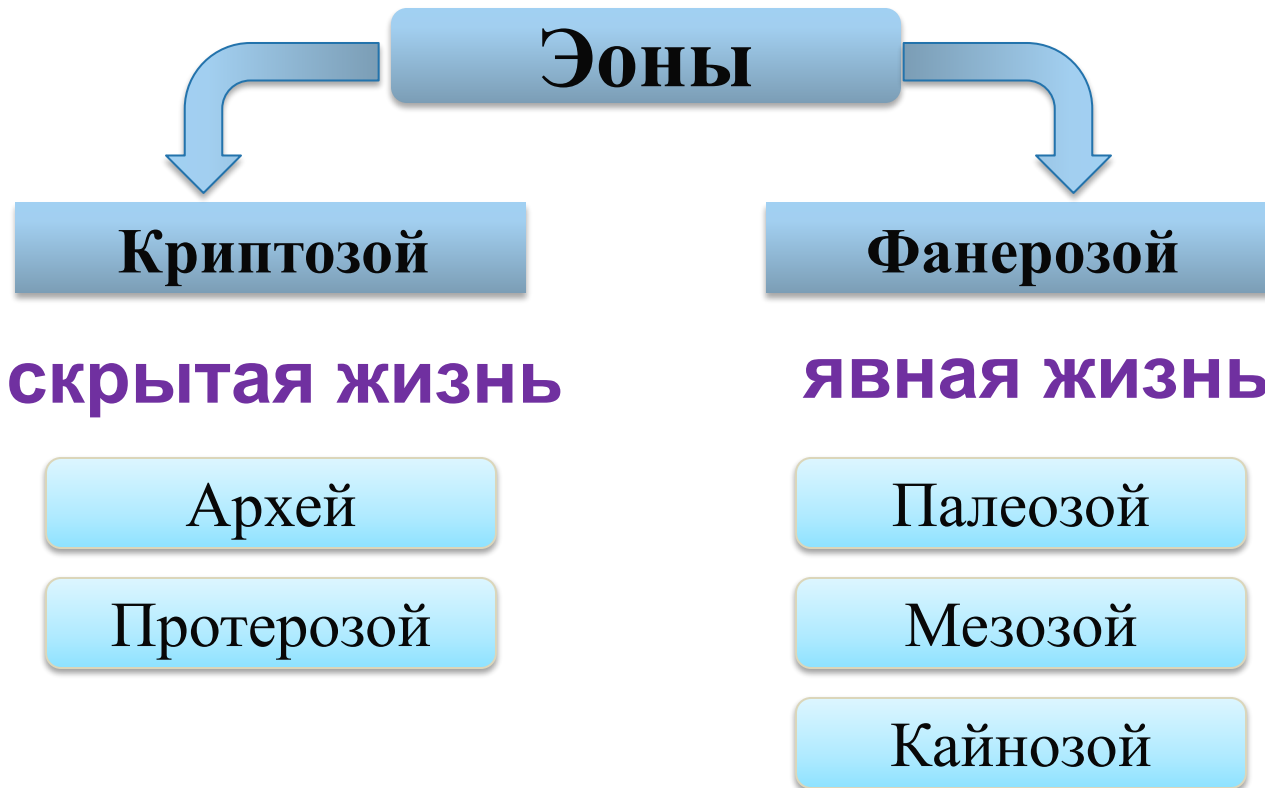 Эоны
Криптозой
Фанерозой
скрытая жизнь
явная жизнь
Архей
Палеозой
Протерозой
Мезозой
Кайнозой